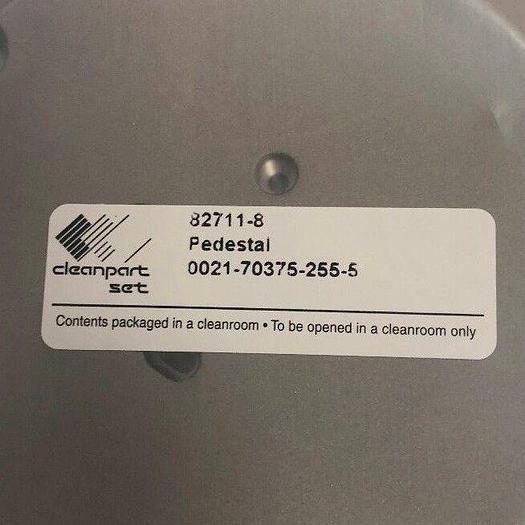 82711-8
Pedestal
0021-70375-255-5
cleanpart
set
Contents packaged in a cleanroom • To be opened in a cleanroom only